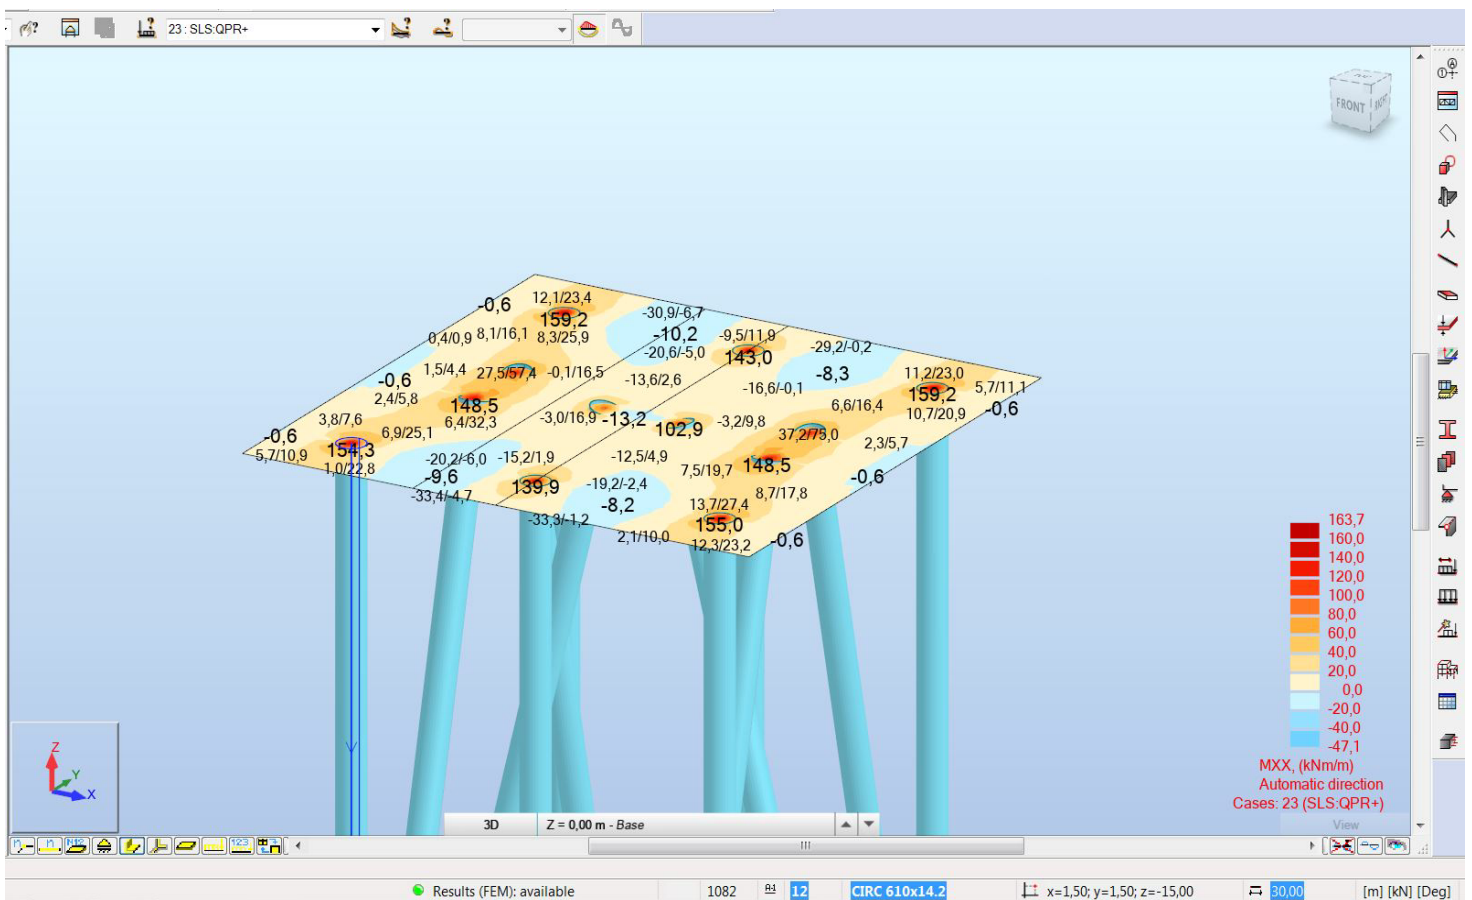 23 : SLS:QPR+
FRONT
RIGHT
-0,6 12,1/23,4
159,2
-30,9/-6,7
0,4/0,9 8,1/16,1 8,3/25,9
-10,2 -9,5/11,9
-20,6/-5,0 143,0 -29,2/-0,2
1,5/4,4 27,5/57,4 -0,1/16,5
-0,6 -13,6/2,6 -16,6/-0,1 -8,3 11,2/23,0
159,2 5,7/11,1
2,4/5,8 148,5 6,6/16,4 10,7/20,9 -0,6
3,8/7,6 6,4/32,3 -3,0/16,9 -13,2 -3,2/9,8
102,9
-0,6 6,9/25,1 37,2/75,0 2,3/5,7
5,7/10,9 154,3 -20,2/-6,0 -15,2/1,9 -12,5/4,9
1,0/22,8 7,5/19,7 148,5
-9,6 139,9 -19,2/-2,4 -0,6
-33,4/-4,7 -8,2 13,7/27,4 8,7/17,8
-33,3/-1,2 155,0
2,1/10,0 12,3/23,2 -0,6
163,7
160,0
140,0
120,0
100,0
80,0
60,0
40,0
20,0
0,0
-20,0
-40,0
-47,1
MXX, (kNm/m)
Automatic direction
Cases: 23 (SLS:QPR+)
Z
Y
X
3D Z = 0,00 m - Base
View
Results (FEM): available 1082 12 CIRC 610x14.2 x=1,50; y=1,50; z=-15,00 30,00 [m] [kN] [Deg]